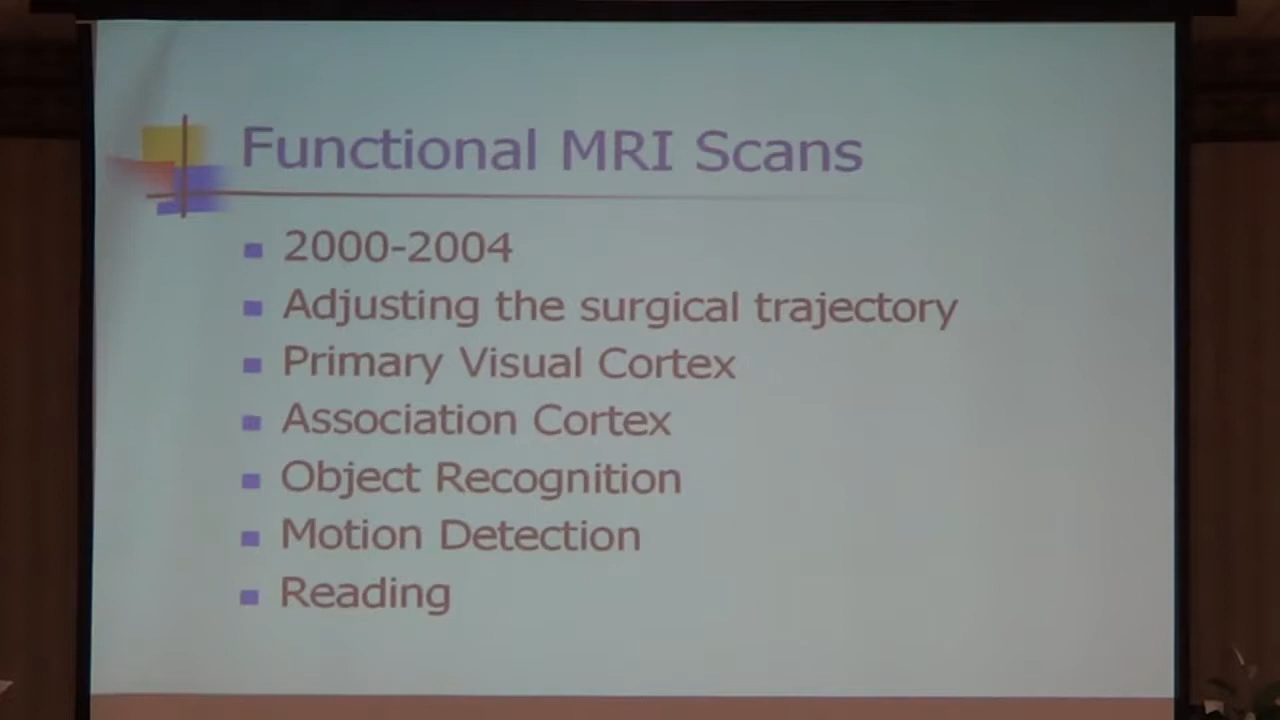 Functional MRI Scans
2000-2004
Adjusting the surgical trajectory
Primary Visual Cortex
Association Cortex
Object Recognition
Motion Detection
Reading